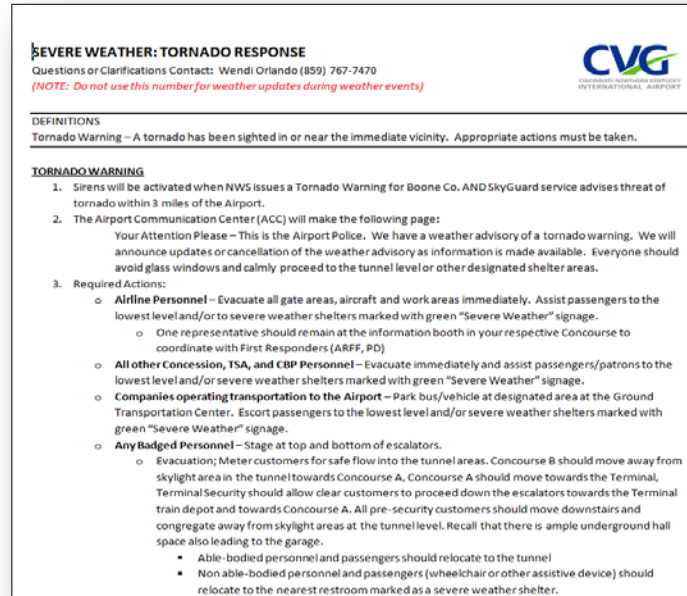 SEVERE WEATHER: TORNADO RESPONSE
Questions or Clarifications Contact: Wendi Orlando (859) 767-7470
(NOTE: Do not use this number for weather updates during weather events)
CVG
CINCINNATI/NORTHERN KENTUCKY
INTERNATIONAL AIRPORT
DEFINITIONS
Tornado Warning – A tornado has been sighted in or near the immediate vicinity. Appropriate actions must be taken.
TORNADO WARNING
1. Sirens will be activated when NWS issues a Tornado Warning for Boone Co. AND SkyGuard service advises threat of
tornado within 3 miles of the Airport.
2. The Airport Communication Center (ACC) will make the following page:
Your Attention Please – This is the Airport Police. We have a weather advisory of a tornado warning. We will
announce updates or cancellation of the weather advisory as information is made available. Everyone should
avoid glass windows and calmly proceed to the tunnel level or other designated shelter areas.
3. Required Actions:
o Airline Personnel – Evacuate all gate areas, aircraft and work areas immediately. Assist passengers to the
lowest level and/or to severe weather shelters marked with green “Severe Weather” signage.
o One representative should remain at the information booth in your respective Concourse to
coordinate with First Responders (ARFF, PD)
o All other Concession, TSA, and CBP Personnel – Evacuate immediately and assist passengers/patrons to the
lowest level and/or severe weather shelters marked with green “Severe Weather” signage.
o Companies operating transportation to the Airport – Park bus/vehicle at designated area at the Ground
Transportation Center. Escort passengers to the lowest level and/or severe weather shelters marked with
green “Severe Weather” signage.
o Any Badged Personnel – Stage at top and bottom of escalators.
o Evacuation; Meter customers for safe flow into the tunnel areas. Concourse B should move away from
skylight area in the tunnel towards Concourse A, Concourse A should move towards the Terminal,
Terminal Security should allow clear customers to proceed down the escalators towards the Terminal
train depot and towards Concourse A. All pre-security customers should move downstairs and
congregate away from skylight areas at the tunnel level. Recall that there is ample underground hall
space also leading to the garage.
▪ Able-bodied personnel and passengers should relocate to the tunnel
▪ Non able-bodied personnel and passengers (wheelchair or other assistive device) should
relocate to the nearest restroom marked as a severe weather shelter.